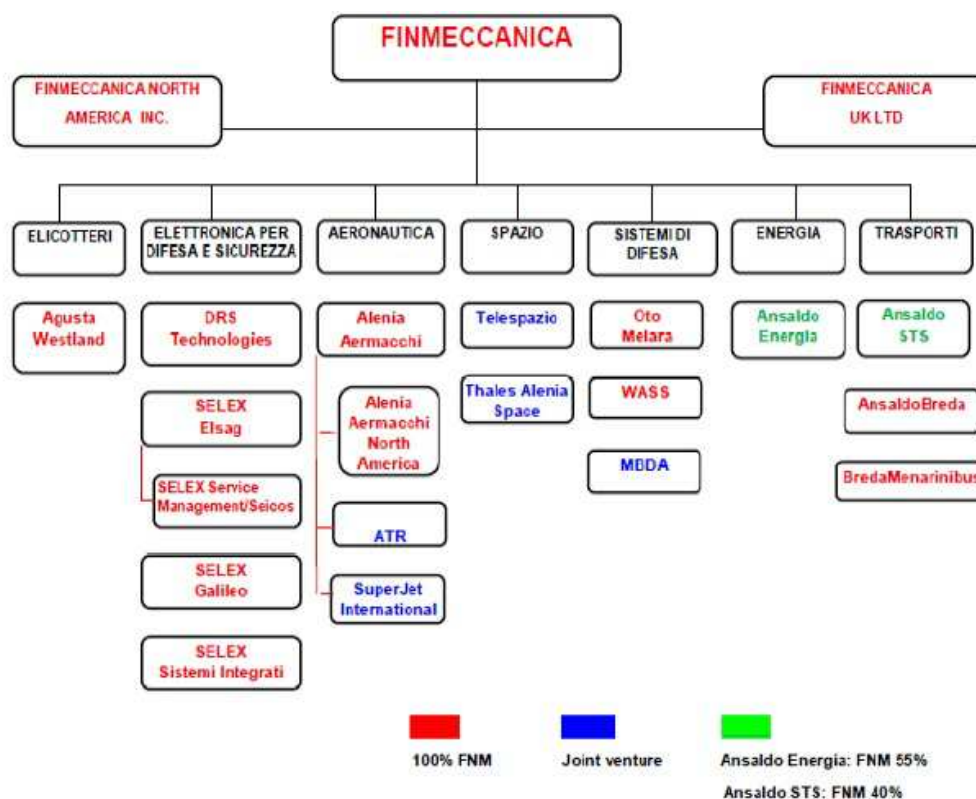 FINMECCANICA
FINMECCANICA NORTH
AMERICA INC.
FINMECCANICA
UK LTD
ELICOTTERI
ELETTRONICA PER
DIFESA E SICUREZZA
AERONAUTICA
SPAZIO
SISTEMI DI
DIFESA
ENERGIA
TRASPORTI
Agusta
Westland
DRS
Technologies
SELEX
Elsag
SELEX Service
Management/Seicos
SELEX
Galileo
SELEX
Sistemi Integrati
Alenia
Aermacchi
Alenia
Aermacchi
North
America
ATR
SuperJet
International
Telespazio
Thales Alenia
Space
Oto
Melara
WASS
MBDA
Ansaldo
Energia
Ansaldo
STS
AnsaldoBreda
BredaMenarinibus
100% FNM
Joint venture
Ansaldo Energia: FNM 55%
Ansaldo STS: FNM 40%